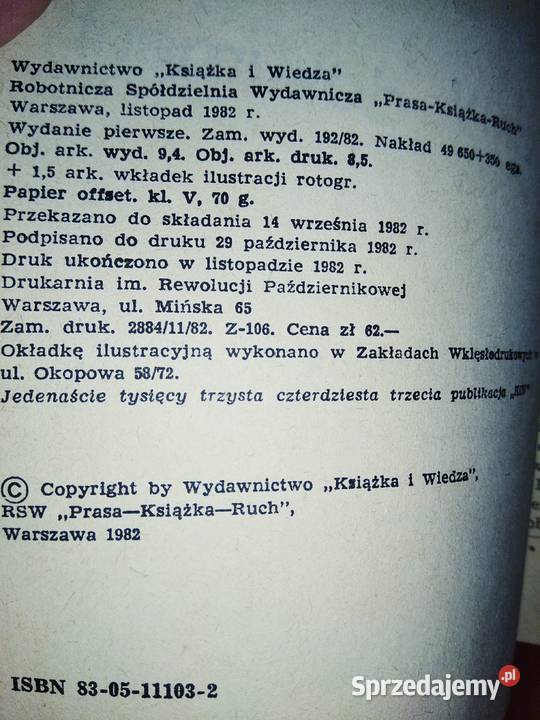 Wydawnictwo „Książka i Wiedza"
Robotnicza Spółdzielnia Wydawnicza „Prasa-Książka-Ruch"
Warszawa, listopad 1982 r.
Wydanie pierwsze. Zam. wyd. 192/82. Nakład 49 650+350 egz.
Obj. ark. wyd. 9,4. Obj. ark. druk. 8,5.
+ 1,5 ark. wkładek ilustracji rotogr.
Papier offset. kl. V, 70 g.
Przekazano do składania 14 września 1982 r.
Podpisano do druku 29 października 1982 r.
Druk ukończono w listopadzie 1982 r.
Drukarnia im. Rewolucji Październikowej
Warszawa, ul. Mińska 65
Zam. druk. 2884/11/82. Z-106. Cena zł 62.—
Okładkę ilustracyjną wykonano w Zakładach Wklęsłodrukowych
ul. Okopowa 58/72.
Jedenaście tysięcy trzysta czterdziesta trzecia publikacja „KiW"
© Copyright by Wydawnictwo „Książka i Wiedza",
RSW „Prasa—Książka—Ruch",
Warszawa 1982
ISBN 83-05-11103-2
Sprzedajemy.pl